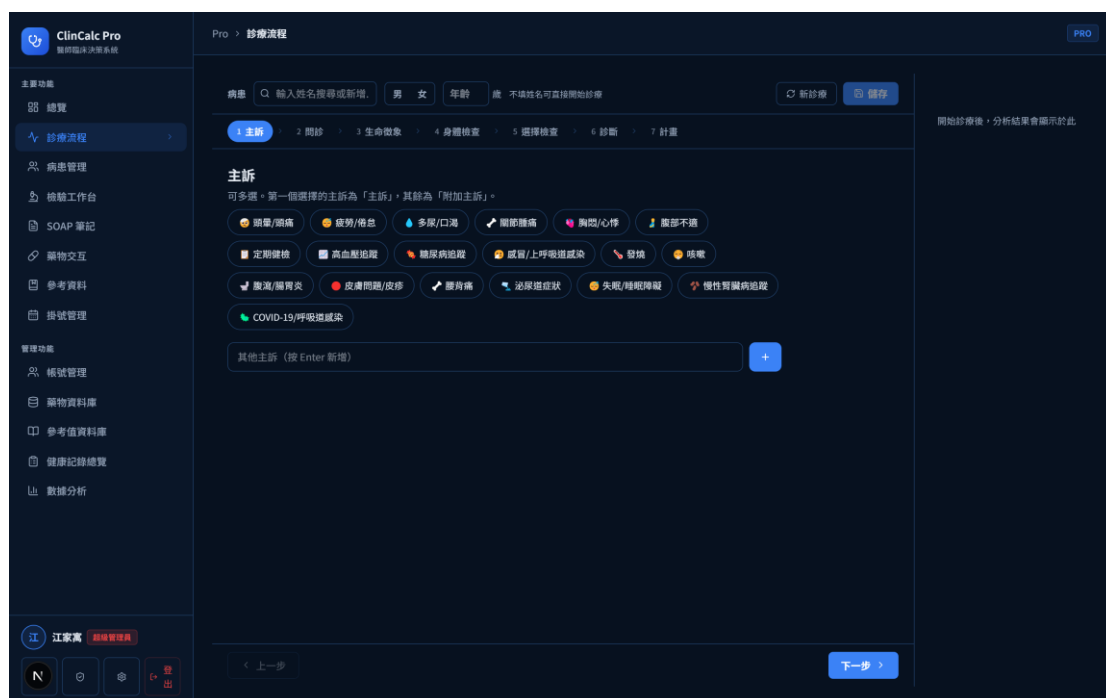 ClinCalc Pro
醫師臨床決策系統
主要功能
總覽
診療流程
病患管理
檢驗工作台
SOAP 筆記
藥物交互
參考資料
掛號管理
管理功能
帳號管理
藥物資料庫
參考值資料庫
健康記錄總覽
數據分析
江
江家寓
超級管理員
N
登出
Pro > 診療流程
PRO
病患 輸入姓名搜尋或新增. 男 女 年齡 歲 不填姓名可直接開始診療
新診療 儲存
1 主訴 2 問診 3 生命徵象 4 身體檢查 5 選擇檢查 6 診斷 7 計畫
主訴
可多選。第一個選擇的主訴為「主訴」,其餘為「附加主訴」。
頭暈/頭痛 疲勞/倦怠 多尿/口渴 關節腫痛 胸悶/心悸 腹部不適
定期健檢 高血壓追蹤 糖尿病追蹤 感冒/上呼吸道感染 發燒 咳嗽
腹瀉/腸胃炎 皮膚問題/皮疹 腰背痛 泌尿道症狀 失眠/睡眠障礙 慢性腎臟病追蹤
COVID-19/呼吸道感染
其他主訴(按 Enter 新增)
+
上一步
下一步
開始診療後,分析結果會顯示於此